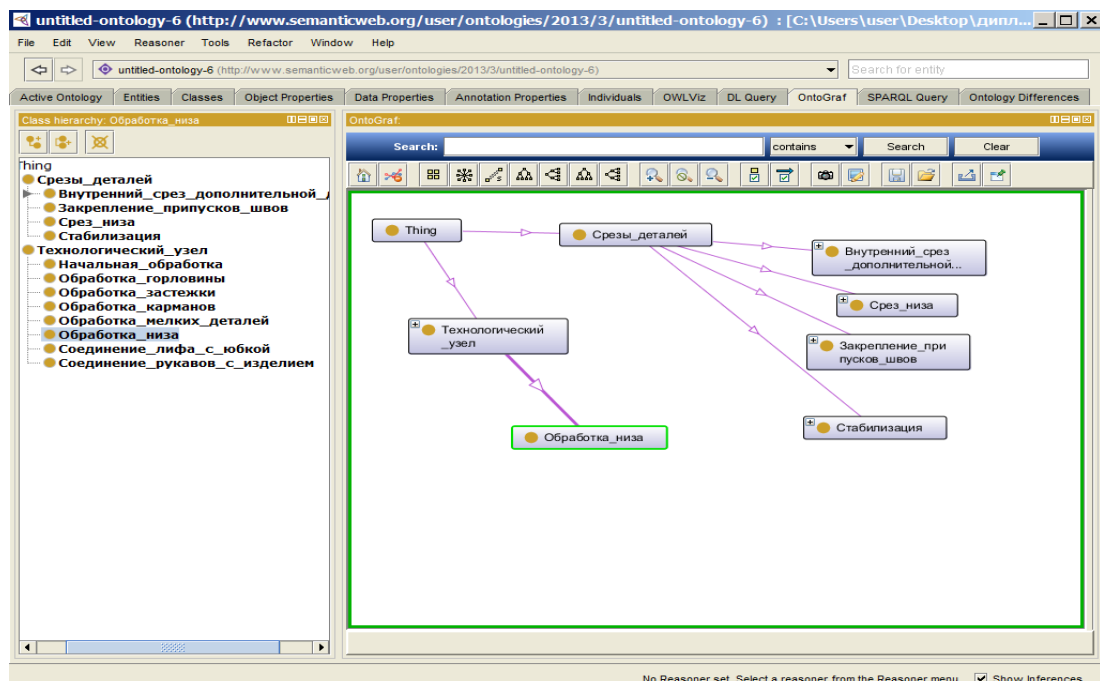 untitled-ontology-6 (http://www.semanticweb.org/user/ontologies/2013/3/untitled-ontology-6) : [C:\Users\user\Desktop\дипл...
File Edit View Reasoner Tools Refactor Window Help
untitled-ontology-6 (http://www.semanticweb.org/user/ontologies/2013/3/untitled-ontology-6)
Search for entity
Active Ontology Entities Classes Object Properties Data Properties Annotation Properties Individuals OWLViz DL Query OntoGraf SPARQL Query Ontology Differences
Class hierarchy: Обработка_низа
Thing
Срезы_деталей
Внутренний_срез_дополнительной_
Закрепление_припусков_швов
Срез_низа
Стабилизация
Технологический_узел
Начальная_обработка
Обработка_горловины
Обработка_застежки
Обработка_карманов
Обработка_мелких_деталей
Обработка_низа
Соединение_лифа_с_юбкой
Соединение_рукавов_с_изделием
OntoGraf:
Search: contains Search Clear
Thing
Срезы_деталей
Внутренний_срез
_дополнительной...
Срез_низа
Технологический
_узел
Закрепление_при
пусков_швов
Стабилизация
Обработка_низа
No Reasoner set. Select a reasoner from the Reasoner menu Show Inferences